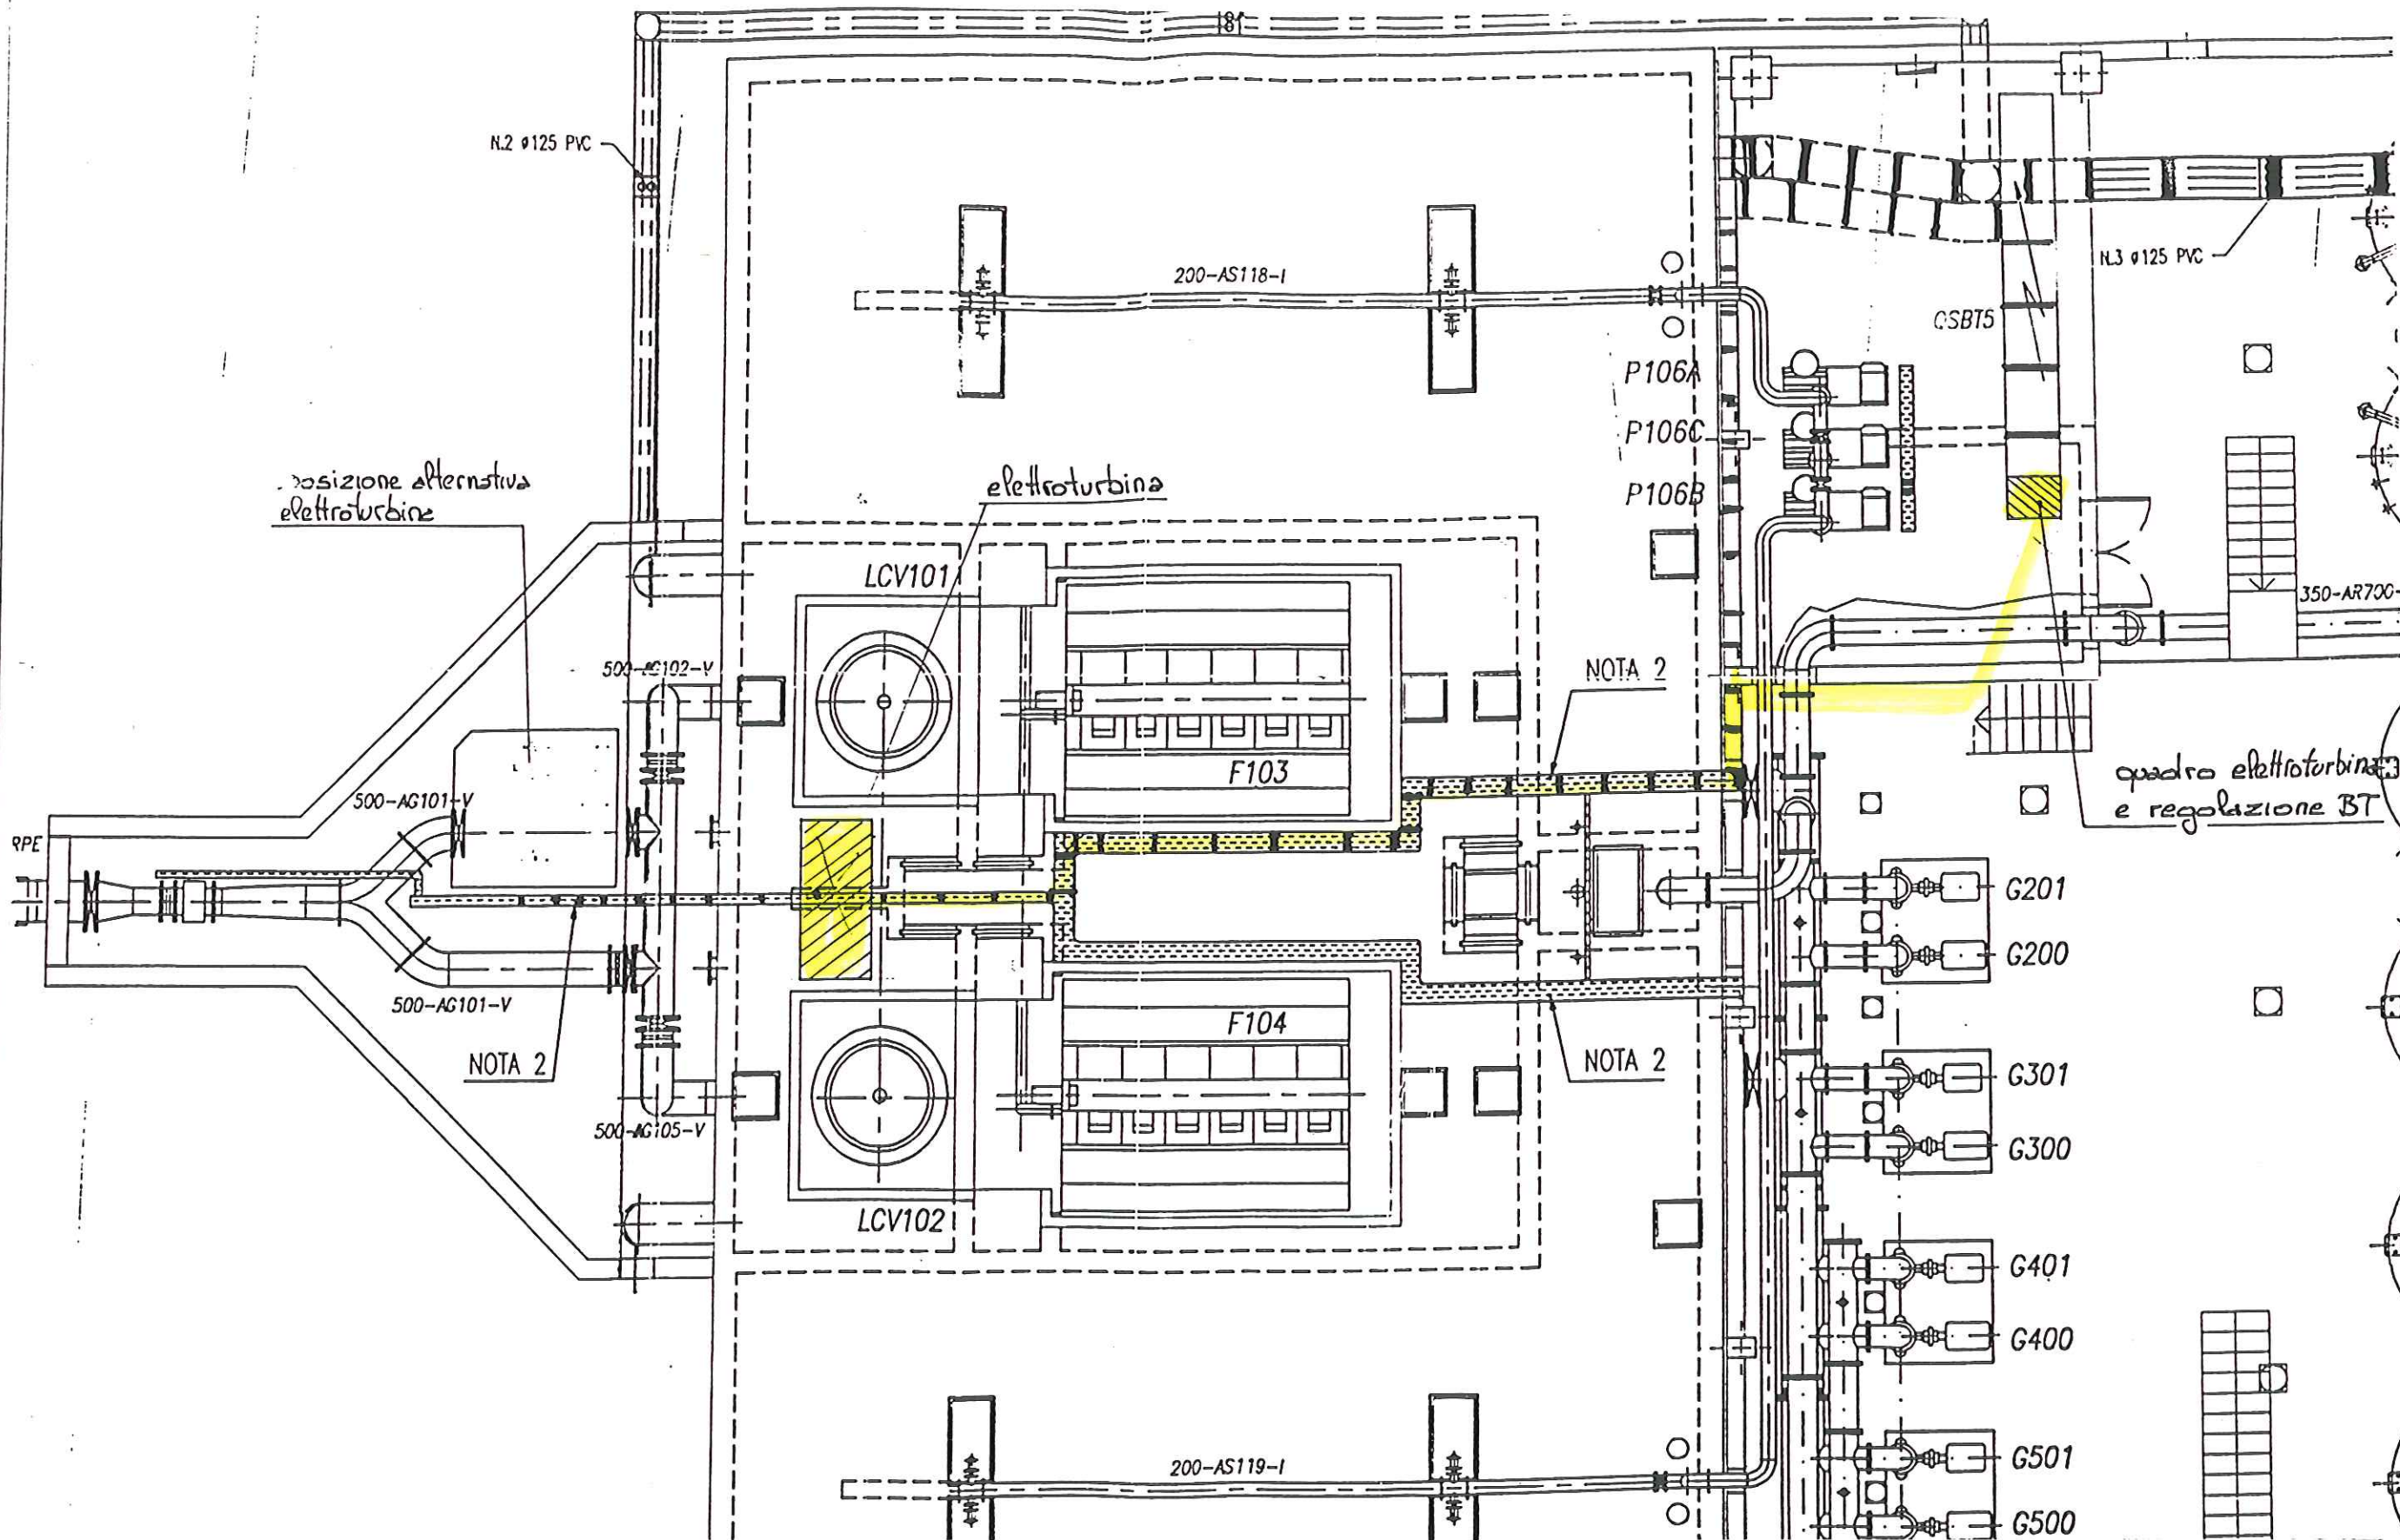 N.2 ø125 PVC
200-AS118-I
N.3 ø125 PVC
QSBT5
P106A
P106C
P106B
posizione alternativa
elettroturbina
elettroturbina
LCV101
350-AR700-
500-AG102-V
NOTA 2
F103
quadro elettroturbina
e regolazione BT
500-AG101-V
RPE
G201
G200
500-AG101-V
F104
NOTA 2
NOTA 2
G301
500-AG105-V
G300
LCV102
G401
G400
200-AS119-I
G501
G500